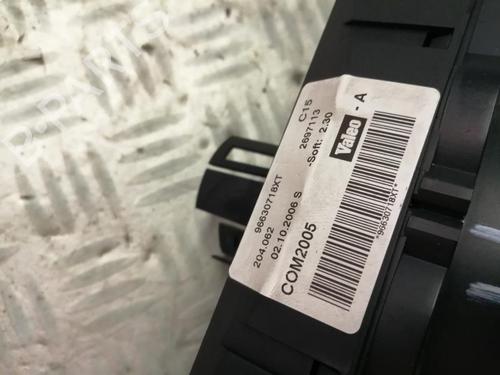 C15
2697113
-Soft: 2.30
Valeo - A
96630718XT
204.062
02.10.2006 S
COM2005
*96630718XT*